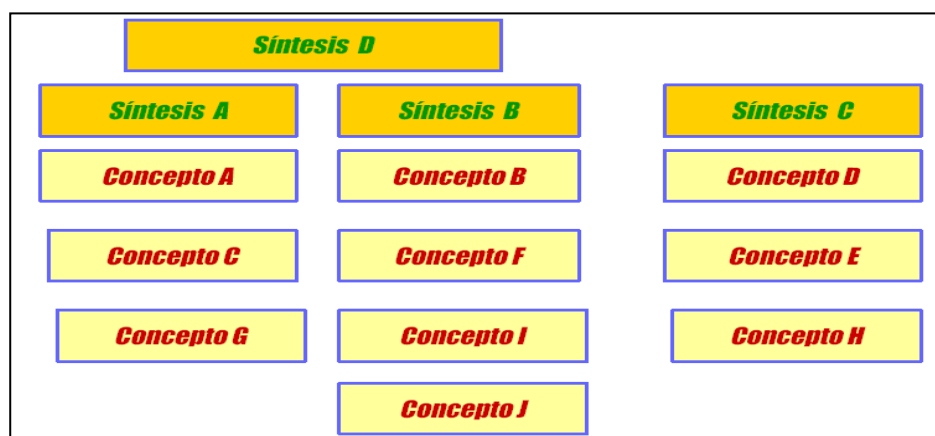 Síntesis D
Síntesis A
Síntesis B
Síntesis C
Concepto A
Concepto B
Concepto D
Concepto C
Concepto F
Concepto E
Concepto G
Concepto I
Concepto H
Concepto J